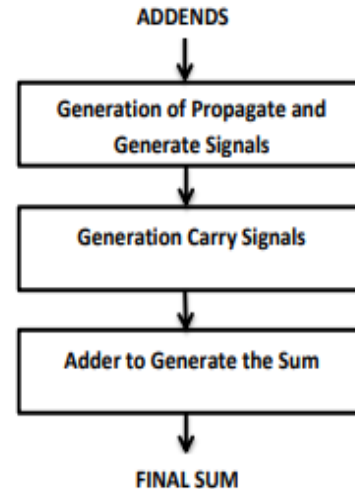 ADDENDS
Generation of Propagate and
Generate Signals
Generation Carry Signals
Adder to Generate the Sum
FINAL SUM